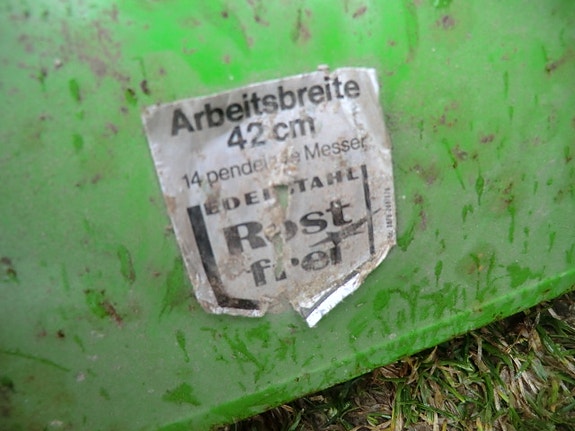 Arbeitsbreite
42 cm
14 pendelnde Messer
EDELSTAHL
Rost
frei